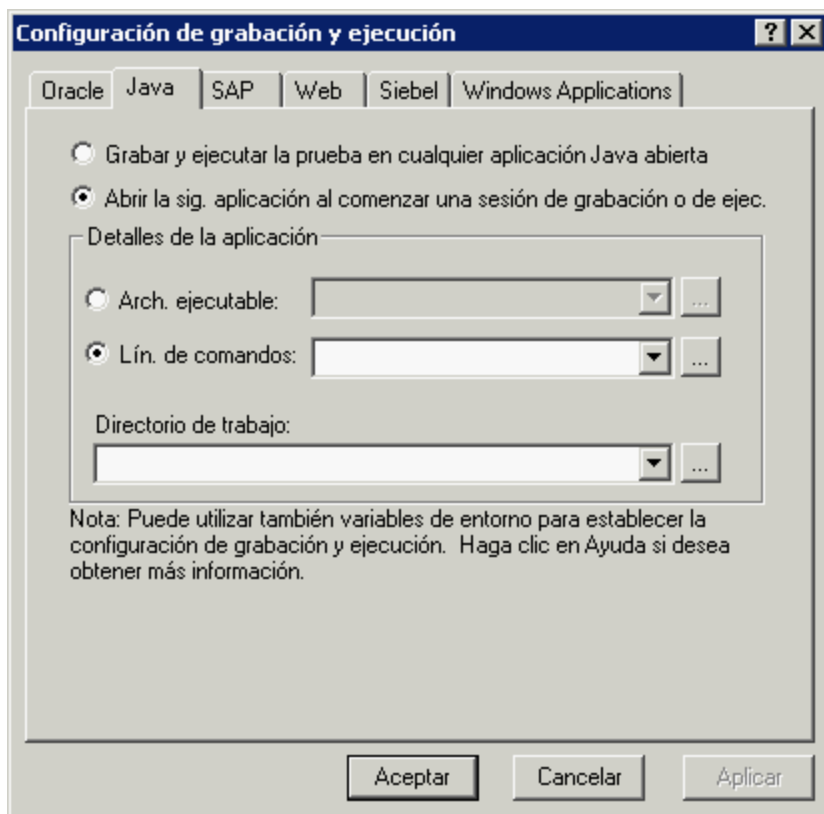 Configuración de grabación y ejecución
Oracle Java SAP Web Siebel Windows Applications
Grabar y ejecutar la prueba en cualquier aplicación Java abierta
Abrir la sig. aplicación al comenzar una sesión de grabación o de ejec.
Detalles de la aplicación
Arch. ejecutable: ...
Lín. de comandos: ...
Directorio de trabajo:
...
Nota: Puede utilizar también variables de entorno para establecer la
configuración de grabación y ejecución. Haga clic en Ayuda si desea
obtener más información.
Aceptar Cancelar Aplicar